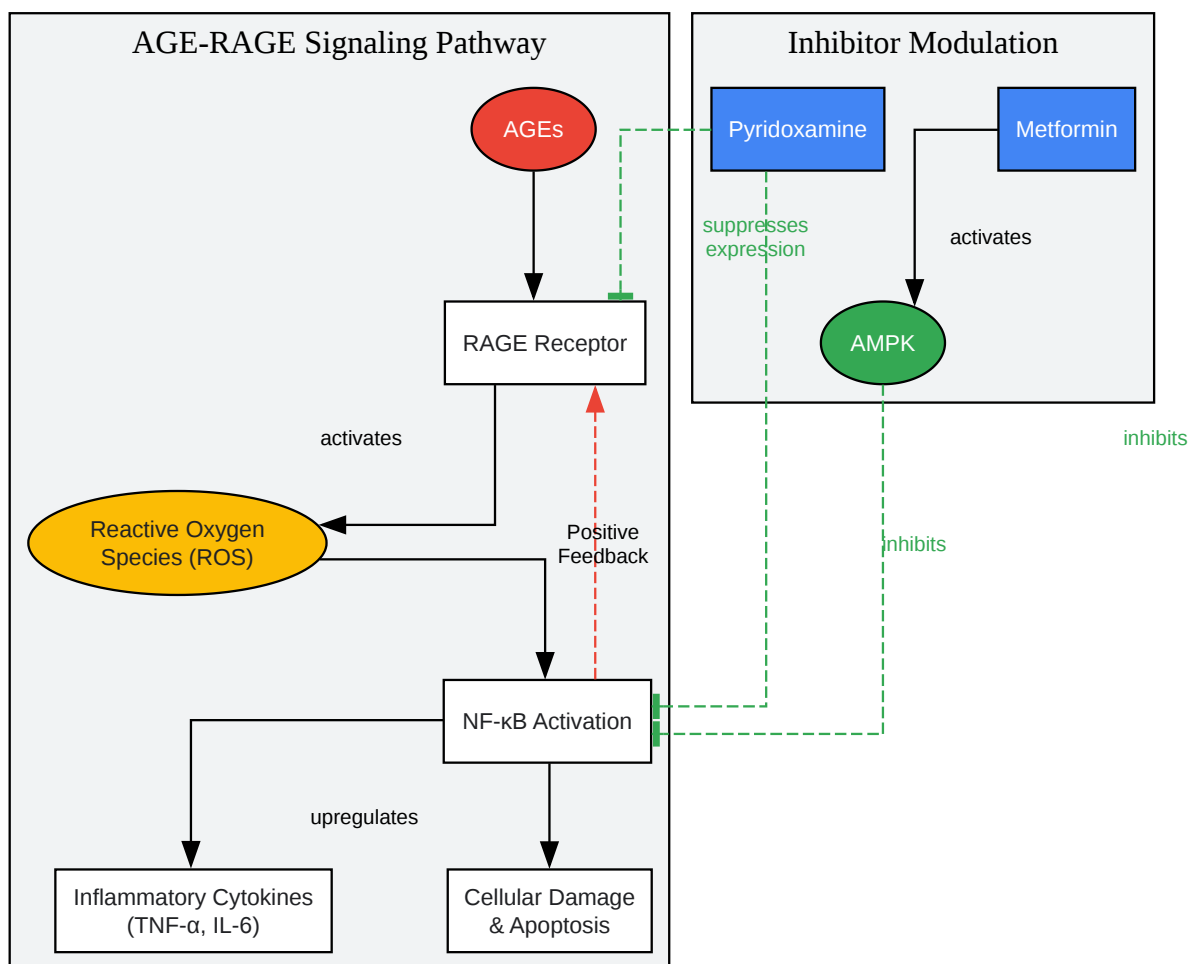 AGE-RAGE Signaling Pathway
Inhibitor Modulation
AGEs
Pyridoxamine
Metformin
suppresses
expression
activates
RAGE Receptor
AMPK
activates
inhibits
Reactive Oxygen
Species (ROS)
Positive
Feedback
inhibits
NF-κB Activation
upregulates
Inflammatory Cytokines
(TNF-α, IL-6)
Cellular Damage
& Apoptosis